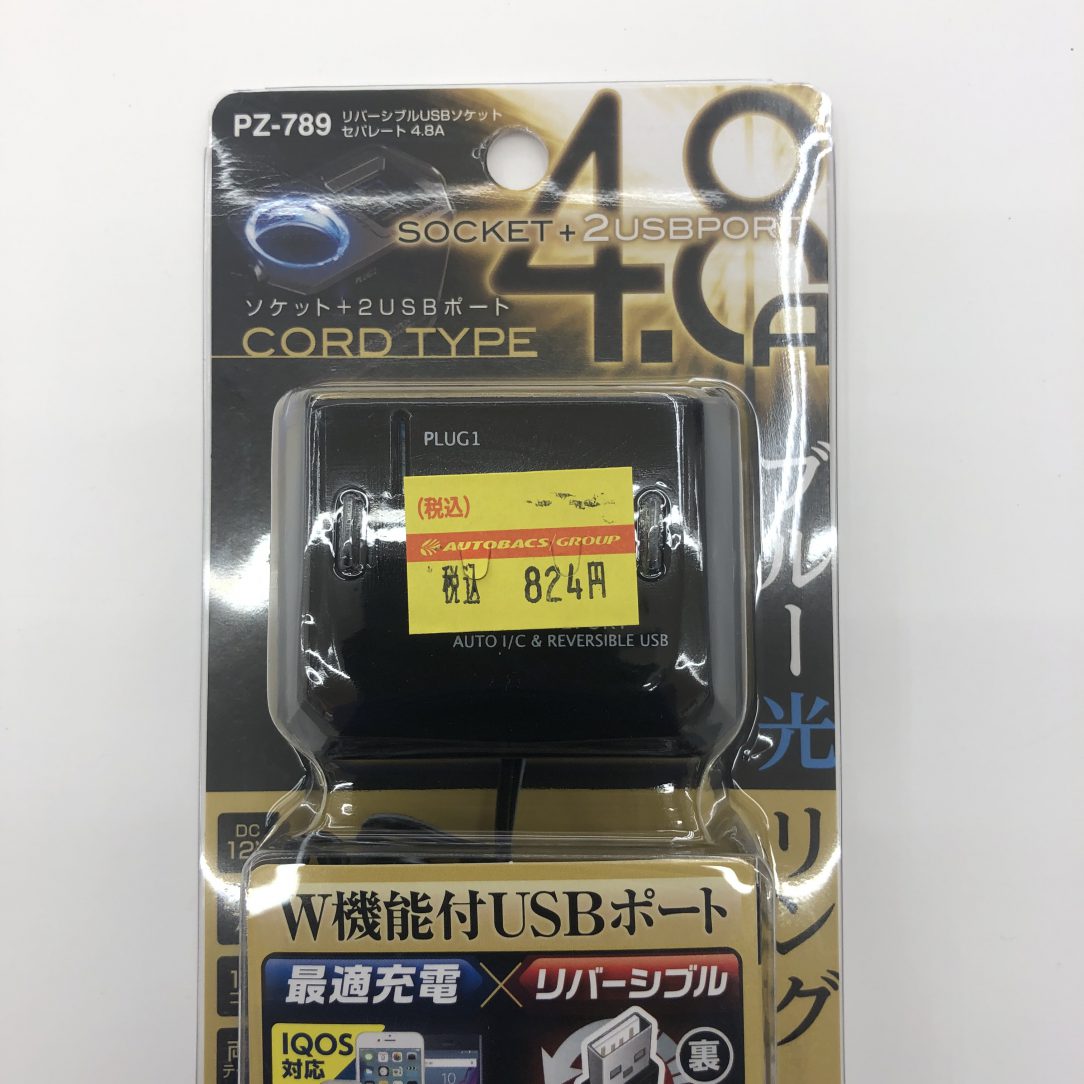 PZ-789
リバーシブルUSBソケット
セパレート 4.8A
4.8A
SOCKET + 2USBPORT
ソケット+2USBポート
CORD TYPE
PLUG1
(税込)
AUTOBACS GROUP
税込 824円
AUTO I/C & REVERSIBLE USB
ブルー光リング
DC
12V
W機能付USBポート
最適充電×リバーシブル
IQOS
対応
裏